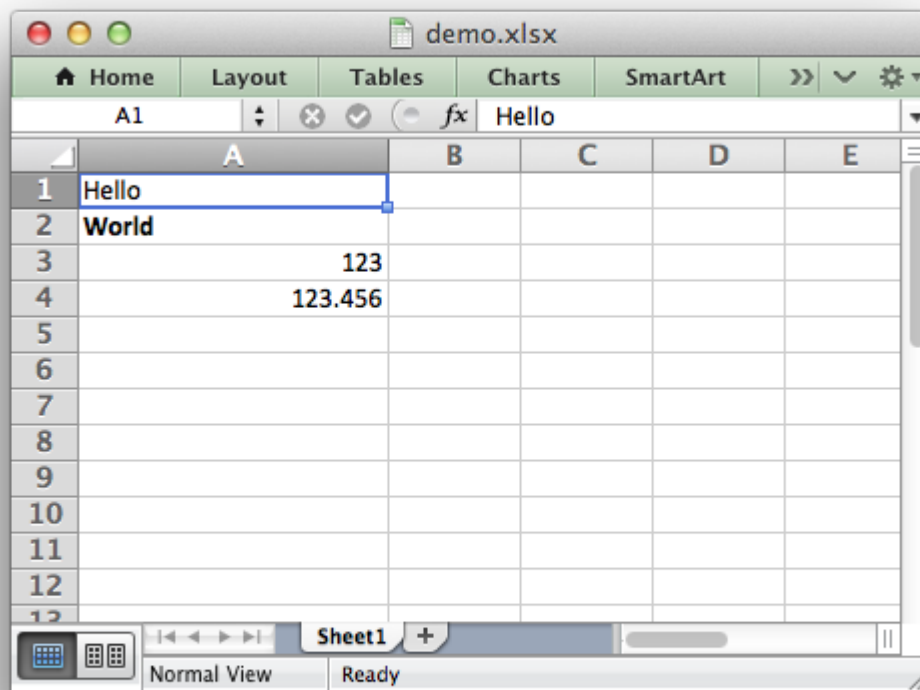 demo.xlsx
Home Layout Tables Charts SmartArt
A1 fx Hello
A B C D E
1 Hello
2 World
3 123
4 123.456
5
6
7
8
9
10
11
12
13
Sheet1 +
Normal View Ready